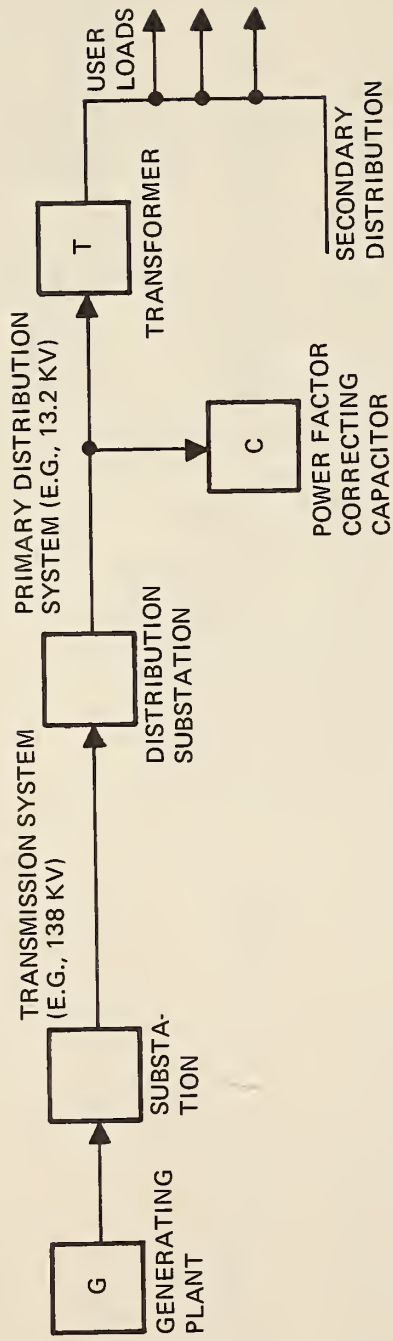 G
GENERATING
PLANT
SUBSTA-
TION
TRANSMISSION SYSTEM
(E.G., 138 KV)
DISTRIBUTION
SUBSTATION
PRIMARY DISTRIBUTION
SYSTEM (E.G., 13.2 KV)
C
POWER FACTOR
CORRECTING
CAPACITOR
T
TRANSFORMER
USER
LOADS
SECONDARY
DISTRIBUTION